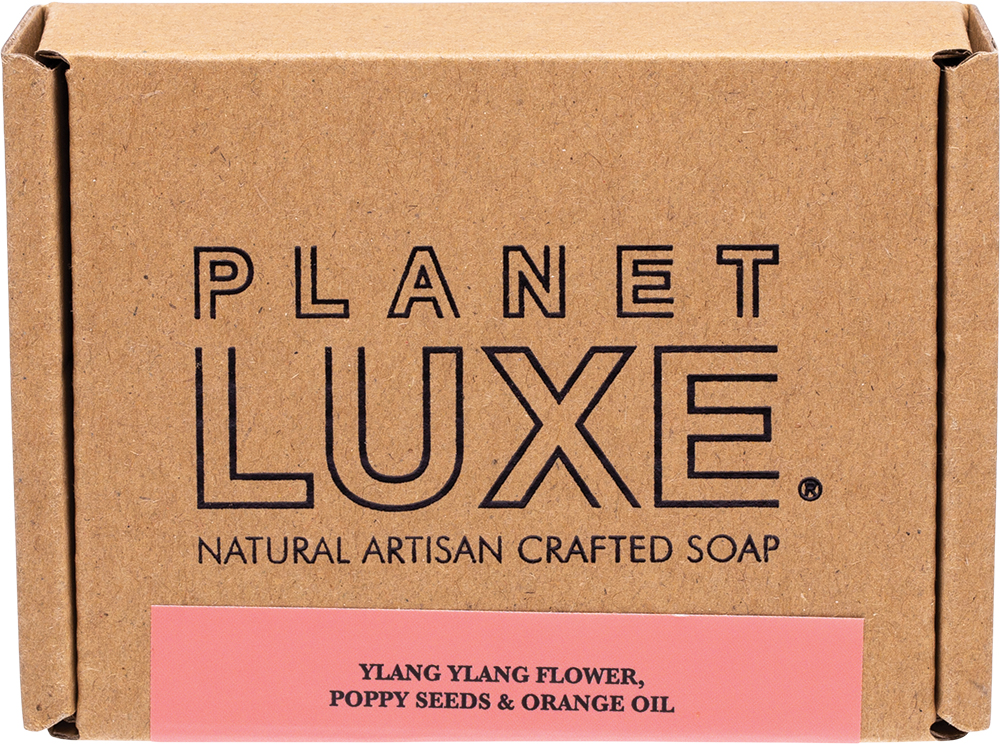 PLANET
LUXE®
NATURAL ARTISAN CRAFTED SOAP
YLANG YLANG FLOWER,
POPPY SEEDS & ORANGE OIL